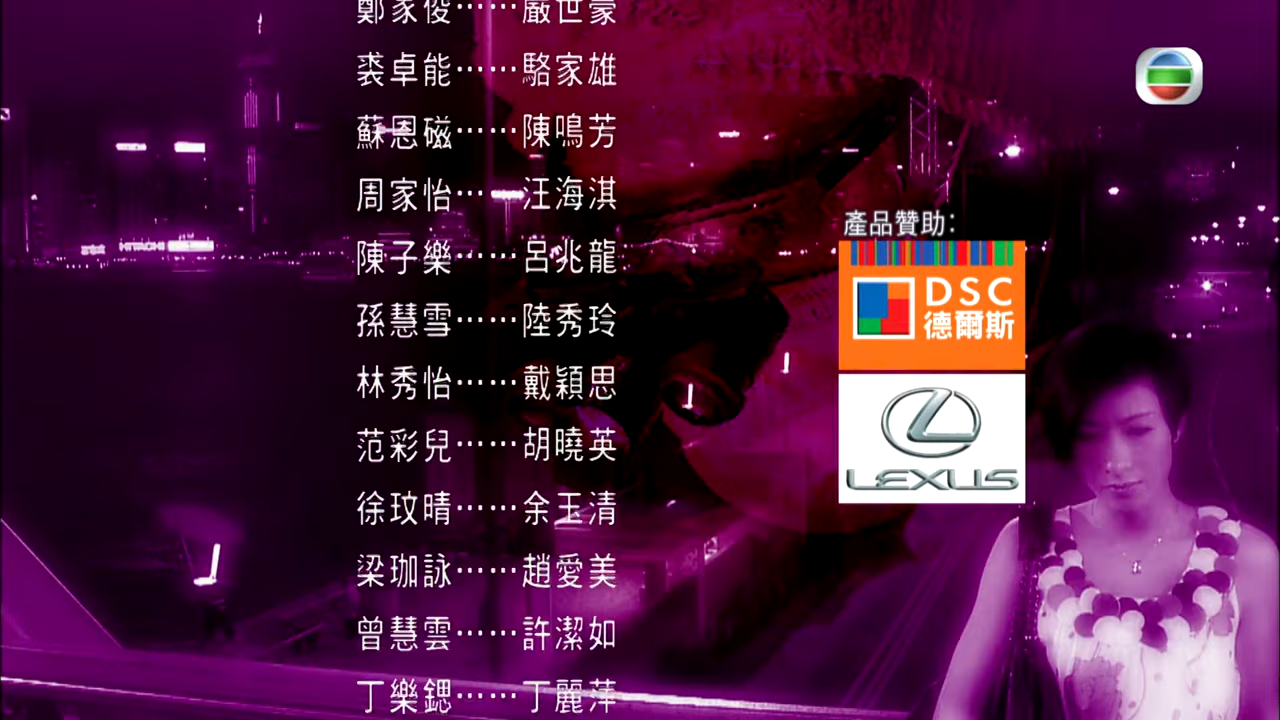 鄭家俊……嚴世豪
裘卓能……駱家雄
蘇恩磁……陳鳴芳
周家怡……汪海淇
陳子樂……呂兆龍
孫慧雪……陸秀玲
林秀怡……戴穎思
范彩兒……胡曉英
徐玟晴……余玉清
梁珈詠……趙愛美
曾慧雲……許潔如
丁樂鍶……丁麗萍
產品贊助:
DSC
德爾斯
LEXUS
HITACHI